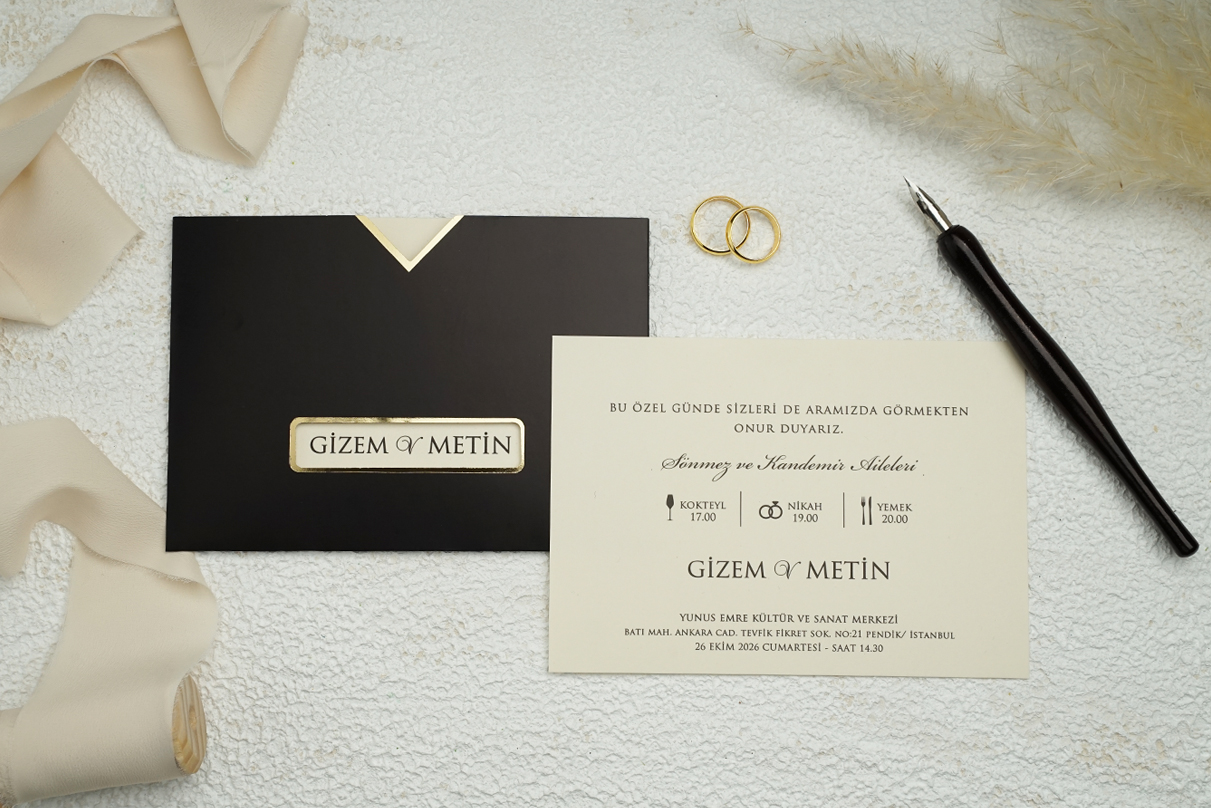 GİZEM & METİN
BU ÖZEL GÜNDE SİZLERİ DE ARAMIZDA GÖRMEKTEN
ONUR DUYARIZ.
Sönmez ve Kandemir Aileleri
KOKTEYL
17.00
NİKAH
19.00
YEMEK
20.00
GİZEM & METİN
YUNUS EMRE KÜLTÜR VE SANAT MERKEZİ
BATI MAH. ANKARA CAD. TEVFİK FİKRET SOK. NO:21 PENDİK/ İSTANBUL
26 EKİM 2026 CUMARTESİ - SAAT 14.30